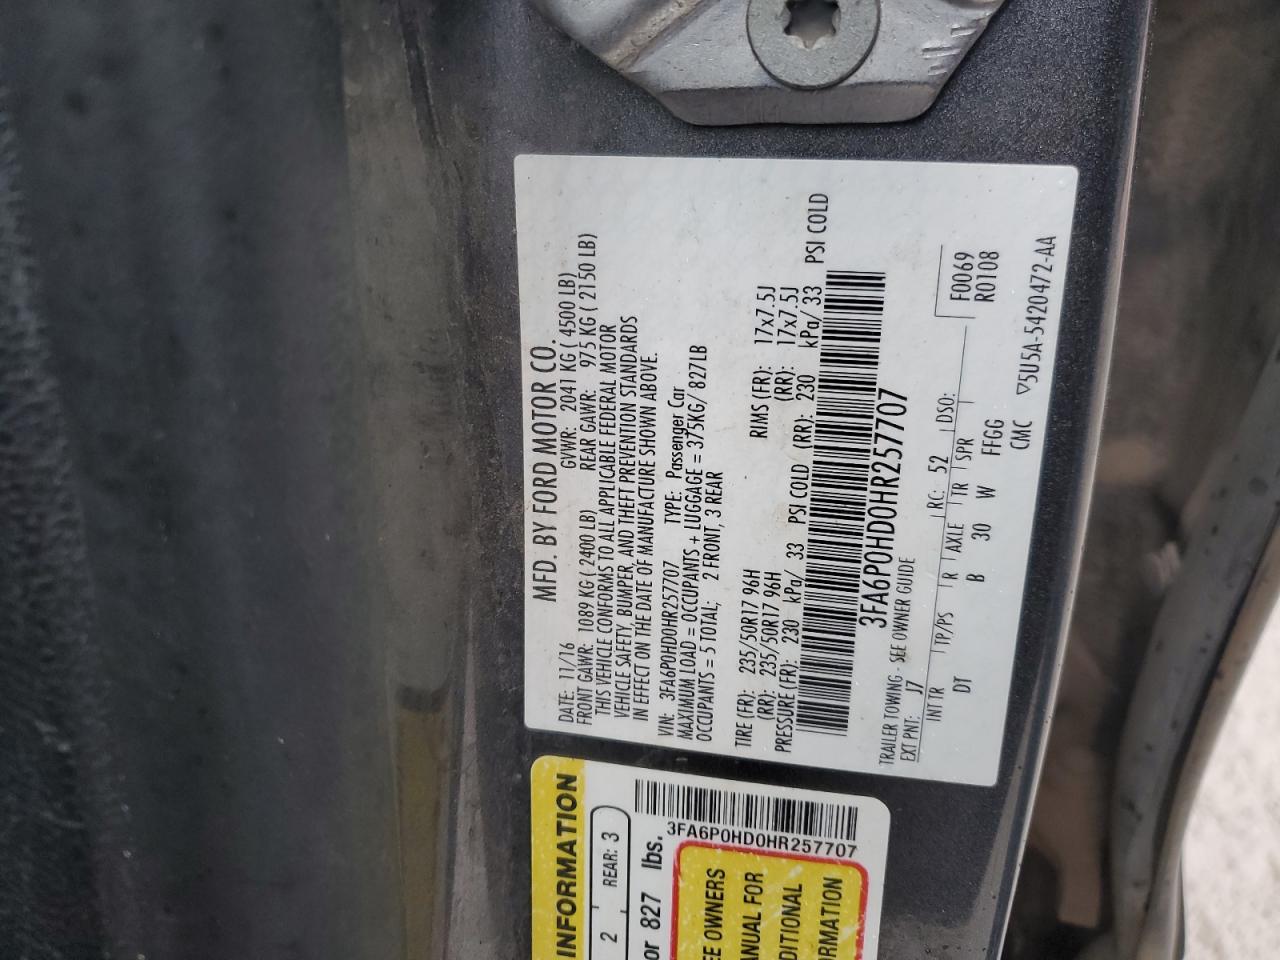 MFD. BY FORD MOTOR CO.
DATE: 11/16 GVWR: 2041 KG ( 4500 LB)
FRONT GAWR: 1089 KG ( 2400 LB) REAR GAWR: 975 KG ( 2150 LB)
THIS VEHICLE CONFORMS TO ALL APPLICABLE FEDERAL MOTOR
VEHICLE SAFETY, BUMPER, AND THEFT PREVENTION STANDARDS
IN EFFECT ON THE DATE OF MANUFACTURE SHOWN ABOVE.
VIN: 3FA6P0HD0HR257707 TYPE: Passenger Car
MAXIMUM LOAD = OCCUPANTS + LUGGAGE = 375KG/ 827LB
OCCUPANTS = 5 TOTAL; 2 FRONT, 3 REAR
TIRE (FR): 235/50R17 96H RIMS (FR): 17x7.5J
(RR): 235/50R17 96H (RR): 17x7.5J
PRESSURE (FR): 230 kPa/ 33 PSI COLD (RR): 230 kPa/ 33 PSI COLD
3FA6P0HD0HR257707
TRAILER TOWING - SEE OWNER GUIDE
EXT PNT: J7 RC: 52 DSO: F0069
INT TR TP/PS R AXLE TR SPR R0108
DT B 30 W FFGG
CMC ▽5U5A-5420472-AA
INFORMATION
2 REAR: 3
or 827 lbs.
3FA6P0HD0HR257707
EE OWNERS
ANUAL FOR
DITIONAL
ORMATION